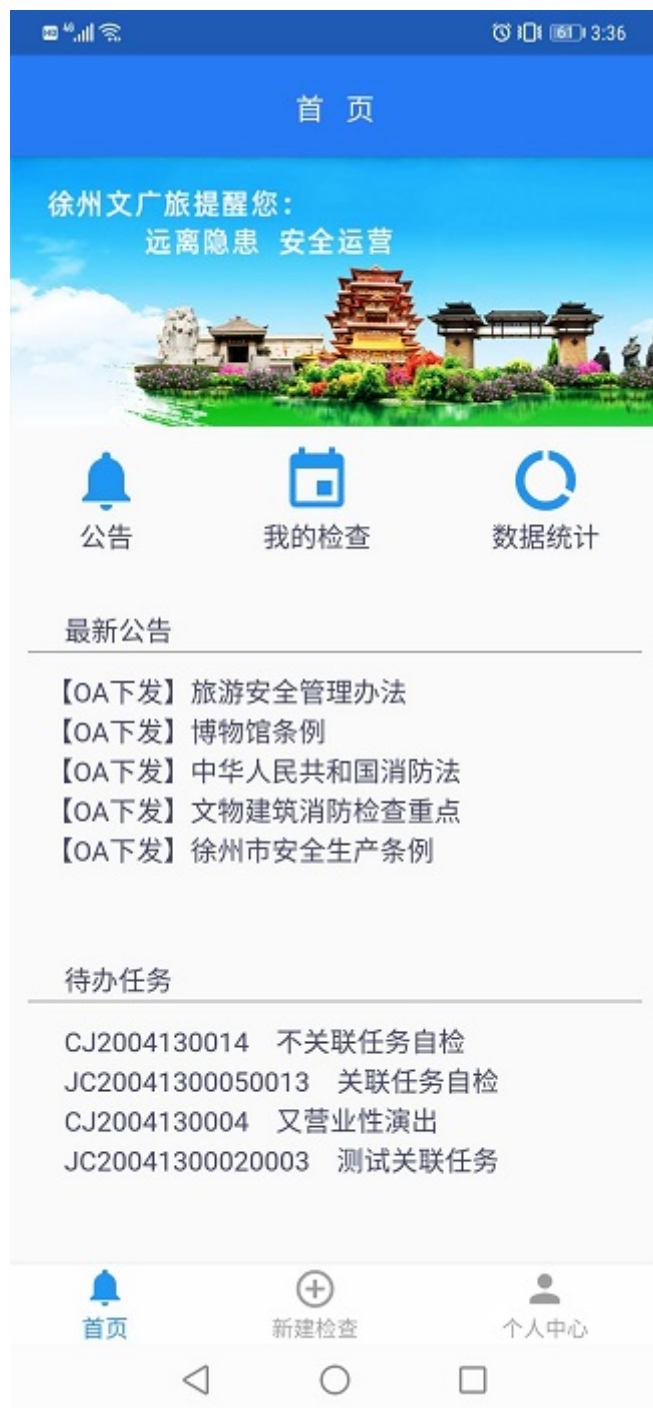 HD 4G 61 3:36
首 页
徐州文广旅提醒您：
远离隐患 安全运营
公告 我的检查 数据统计
最新公告
【OA下发】旅游安全管理办法
【OA下发】博物馆条例
【OA下发】中华人民共和国消防法
【OA下发】文物建筑消防检查重点
【OA下发】徐州市安全生产条例
待办任务
CJ2004130014 不关联任务自检
JC20041300050013 关联任务自检
CJ2004130004 又营业性演出
JC20041300020003 测试关联任务
首页 新建检查 个人中心